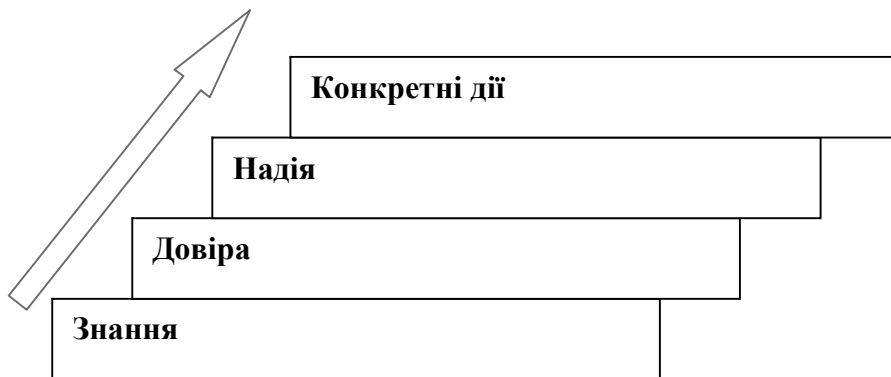 Конкретні дії
Надія
Довіра
Знання